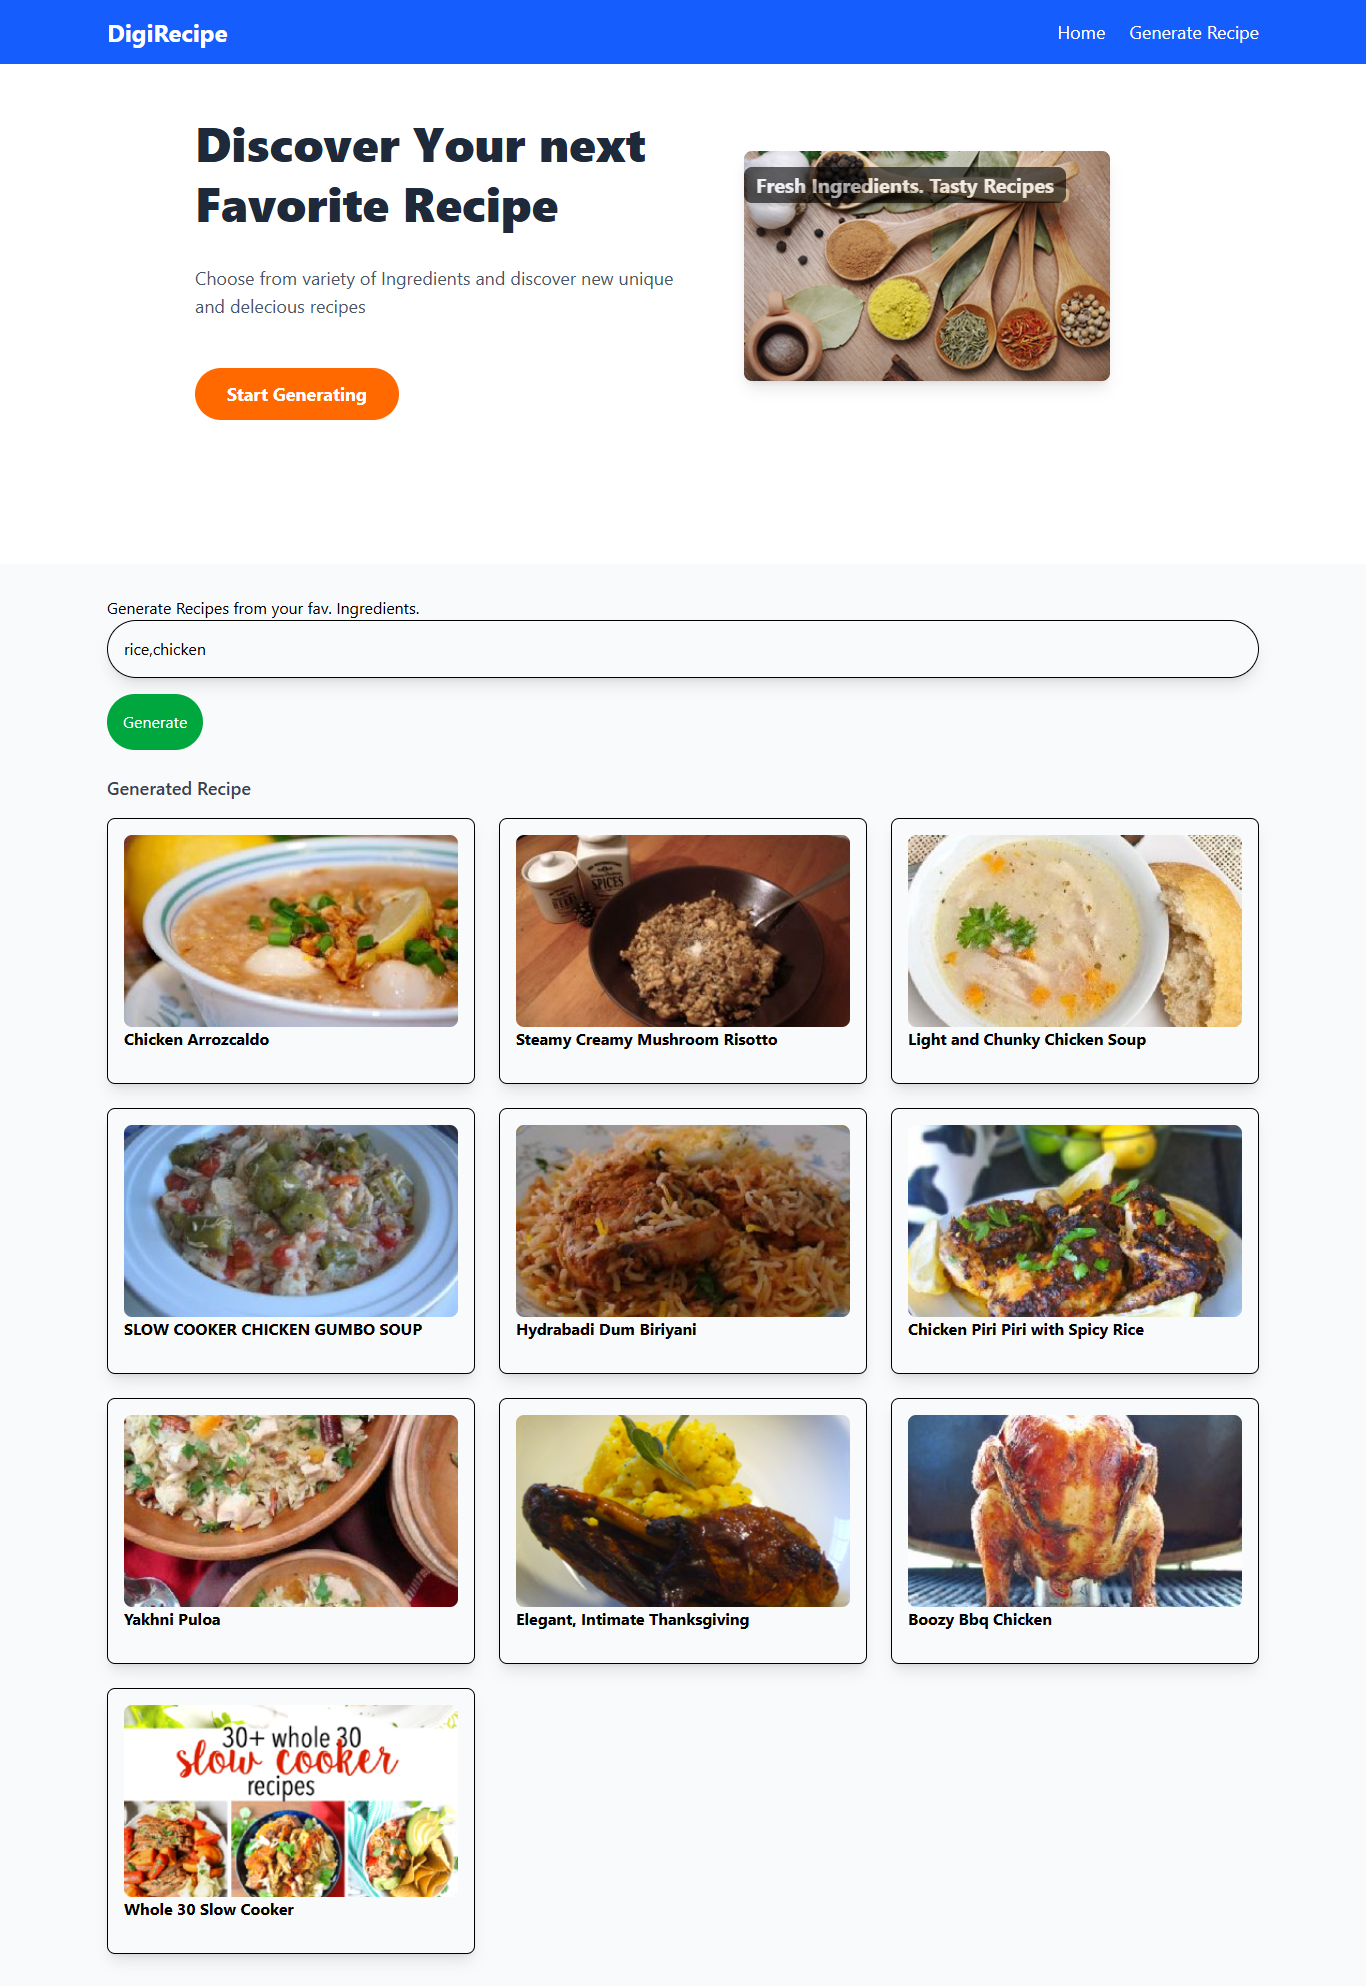 DigiRecipe
Home
Generate Recipe
Discover Your next
Favorite Recipe
Fresh Ingredients. Tasty Recipes
Choose from variety of Ingredients and discover new unique
and delecious recipes
Start Generating
Generate Recipes from your fav. Ingredients.
rice,chicken
Generate
Generated Recipe
SPICES
Chicken Arrozcaldo
Steamy Creamy Mushroom Risotto
Light and Chunky Chicken Soup
SLOW COOKER CHICKEN GUMBO SOUP
Hydrabadi Dum Biriyani
Chicken Piri Piri with Spicy Rice
Yakhni Puloa
Elegant, Intimate Thanksgiving
Boozy Bbq Chicken
30+ whole 30
slow cooker
recipes
Whole 30 Slow Cooker